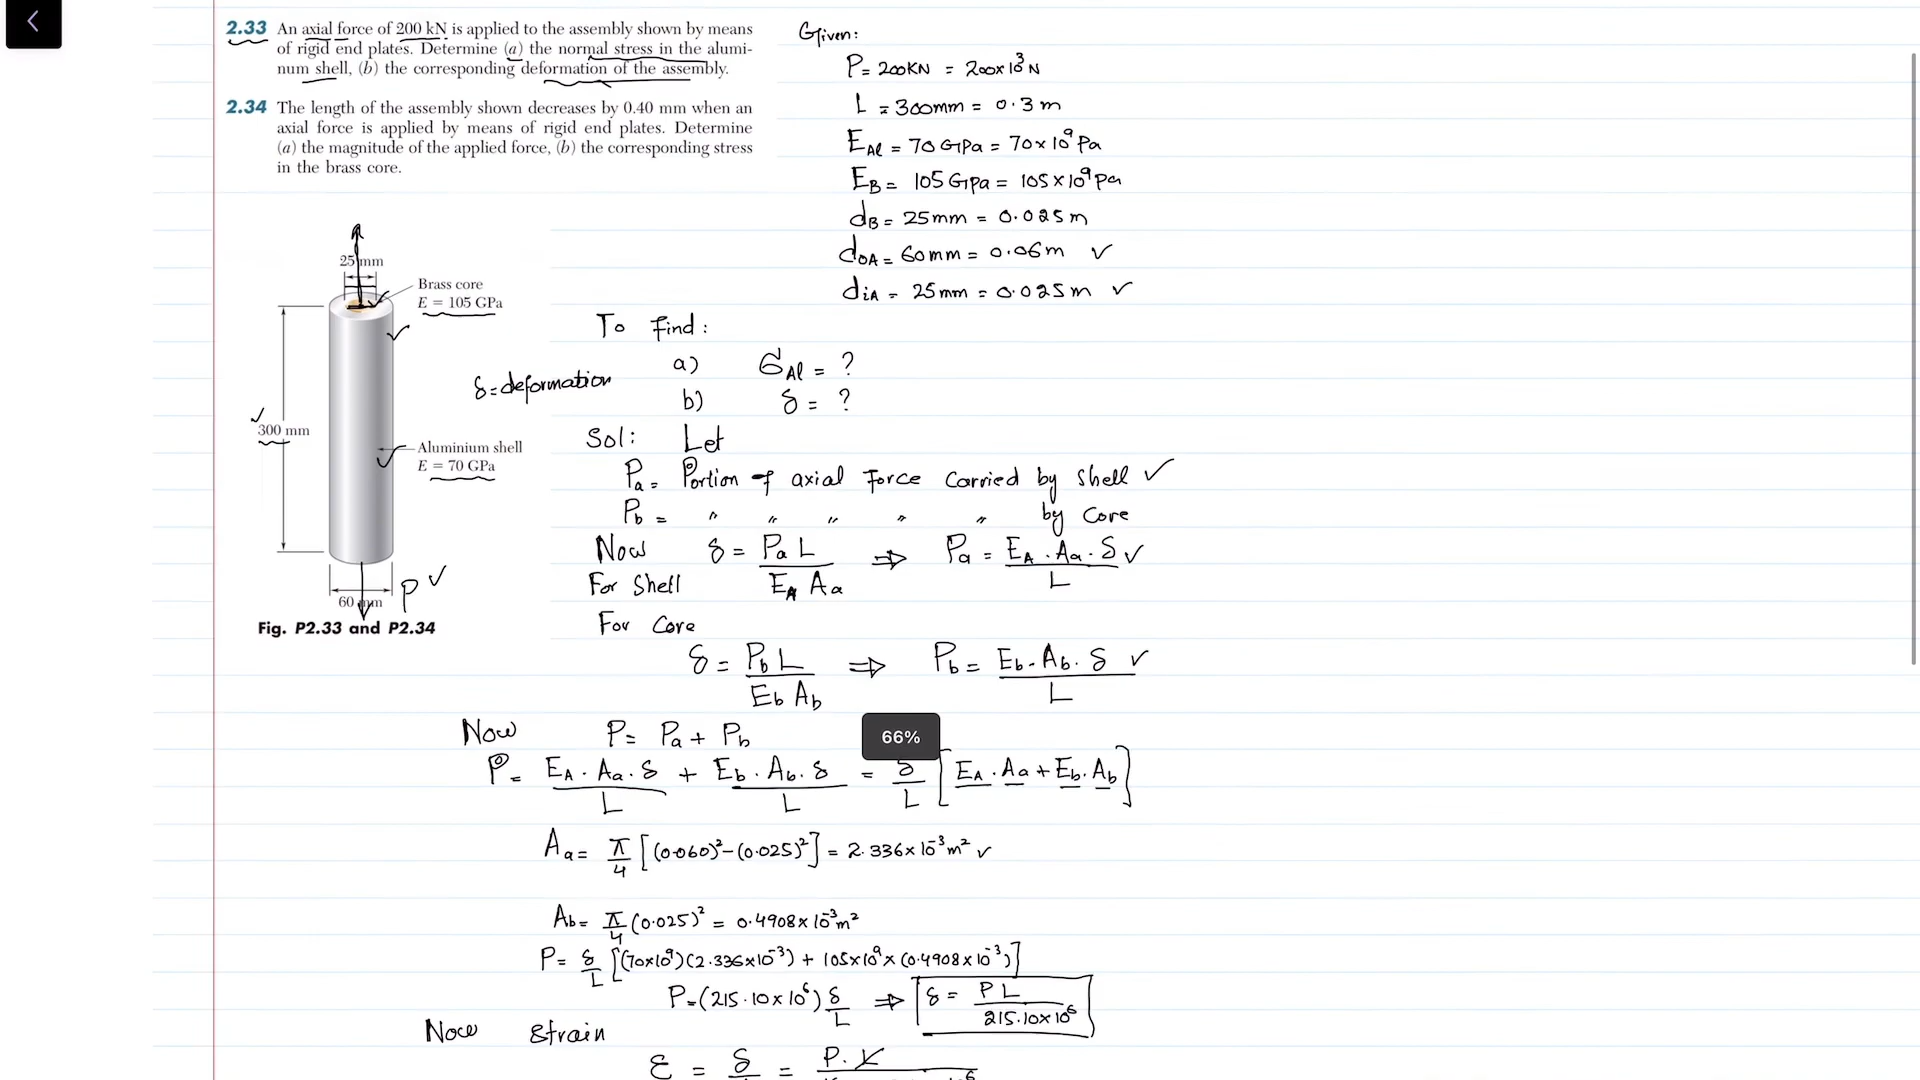 2.33 An axial force of 200 kN is applied to the assembly shown by means
of rigid end plates. Determine (a) the normal stress in the alumi-
num shell, (b) the corresponding deformation of the assembly.
2.34 The length of the assembly shown decreases by 0.40 mm when an
axial force is applied by means of rigid end plates. Determine
(a) the magnitude of the applied force, (b) the corresponding stress
in the brass core.
25 mm
Brass core
E = 105 GPa
300 mm
Aluminium shell
E = 70 GPa
60 mm
P ✓
Fig. P2.33 and P2.34
Given:
P = 200KN = 200x10³N
L = 300mm = 0.3 m
E_Al = 70 GPa = 70×10⁹ Pa
E_B = 105 GPa = 105×10⁹ Pa
d_B = 25mm = 0.025m
d_OA = 60mm = 0.06m ✓
d_iA = 25mm = 0.025m ✓
To find:
a) σ_Al = ?
δ = deformation
b) δ = ?
Sol: Let
P_a = Portion of axial Force Carried by shell ✓
P_b = " " " " " by Core
Now δ = P_a L / E_A A_a ⇒ P_a = E_A . A_a . δ / L ✓
For Shell
For Core
δ = P_b L / E_b A_b ⇒ P_b = E_b . A_b . δ / L ✓
Now P = P_a + P_b
66%
P = E_A . A_a . δ / L + E_b . A_b . δ / L = δ / L [E_A . A_a + E_b . A_b]
A_a = π/4 [(0.060)² - (0.025)²] = 2.336×10⁻³m² ✓
A_b = π/4 (0.025)² = 0.4908×10⁻³m²
P = δ/L [(70×10⁹)(2.336×10⁻³) + 105×10⁹×(0.4908×10⁻³)]
P = (215.10×10⁶) δ/L ⇒ δ = PL / 215.10×10⁶
Now strain
ε = δ = P. L